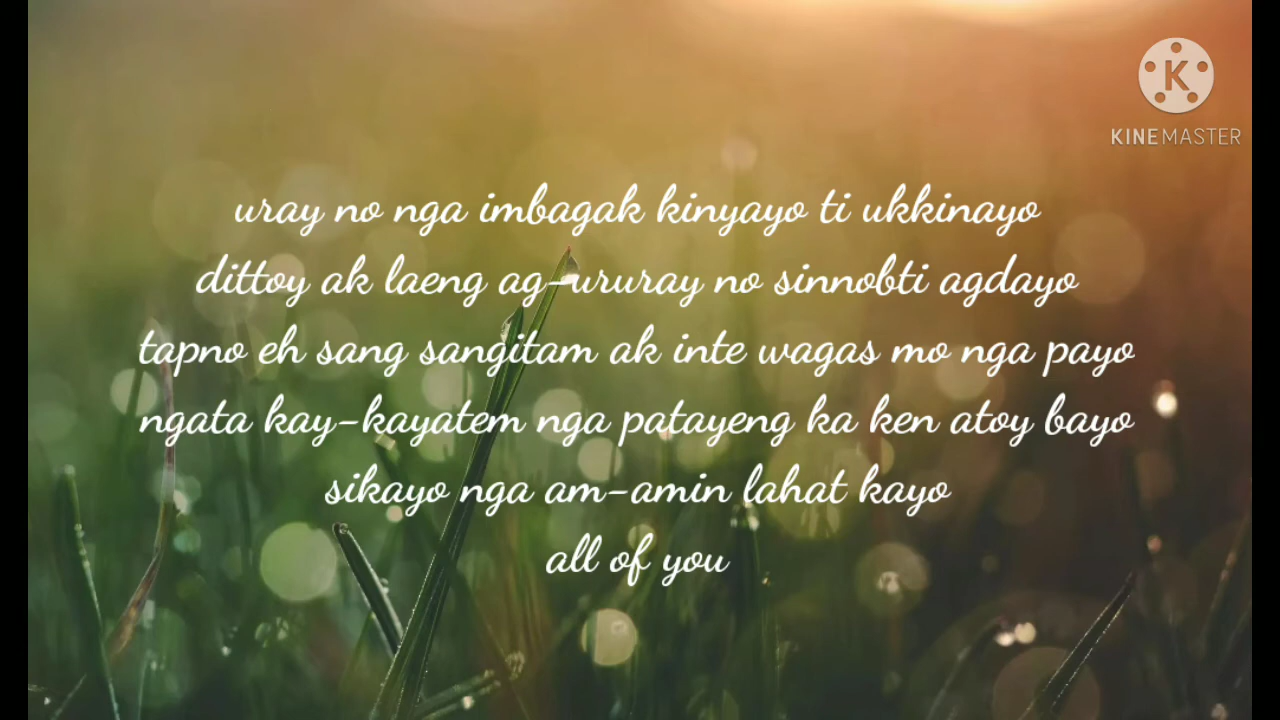 KINEMASTER
uray no nga imbagak kinyayo ti ukkinayo
dittoy ak laeng ag-ururay no sinnobti agdayo
tapno eh sang sangitam ak inte wagas mo nga payo
ngata kay-kayatem nga patayeng ka ken atoy bayo
sikayo nga am-amin lahat kayo
all of you